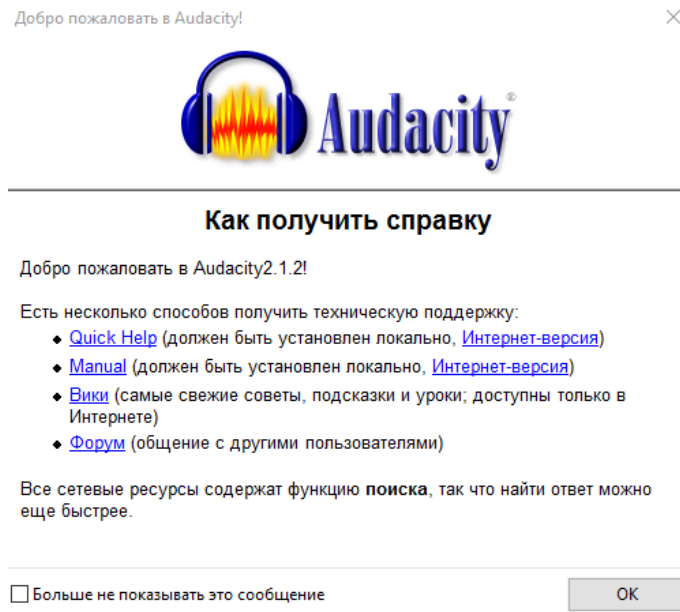 Добро пожаловать в Audacity!
Audacity®
Как получить справку
Добро пожаловать в Audacity2.1.2!
Есть несколько способов получить техническую поддержку:
Quick Help (должен быть установлен локально, Интернет-версия)
Manual (должен быть установлен локально, Интернет-версия)
Вики (самые свежие советы, подсказки и уроки; доступны только в
Интернете)
Форум (общение с другими пользователями)
Все сетевые ресурсы содержат функцию поиска, так что найти ответ можно
еще быстрее.
Больше не показывать это сообщение
OK